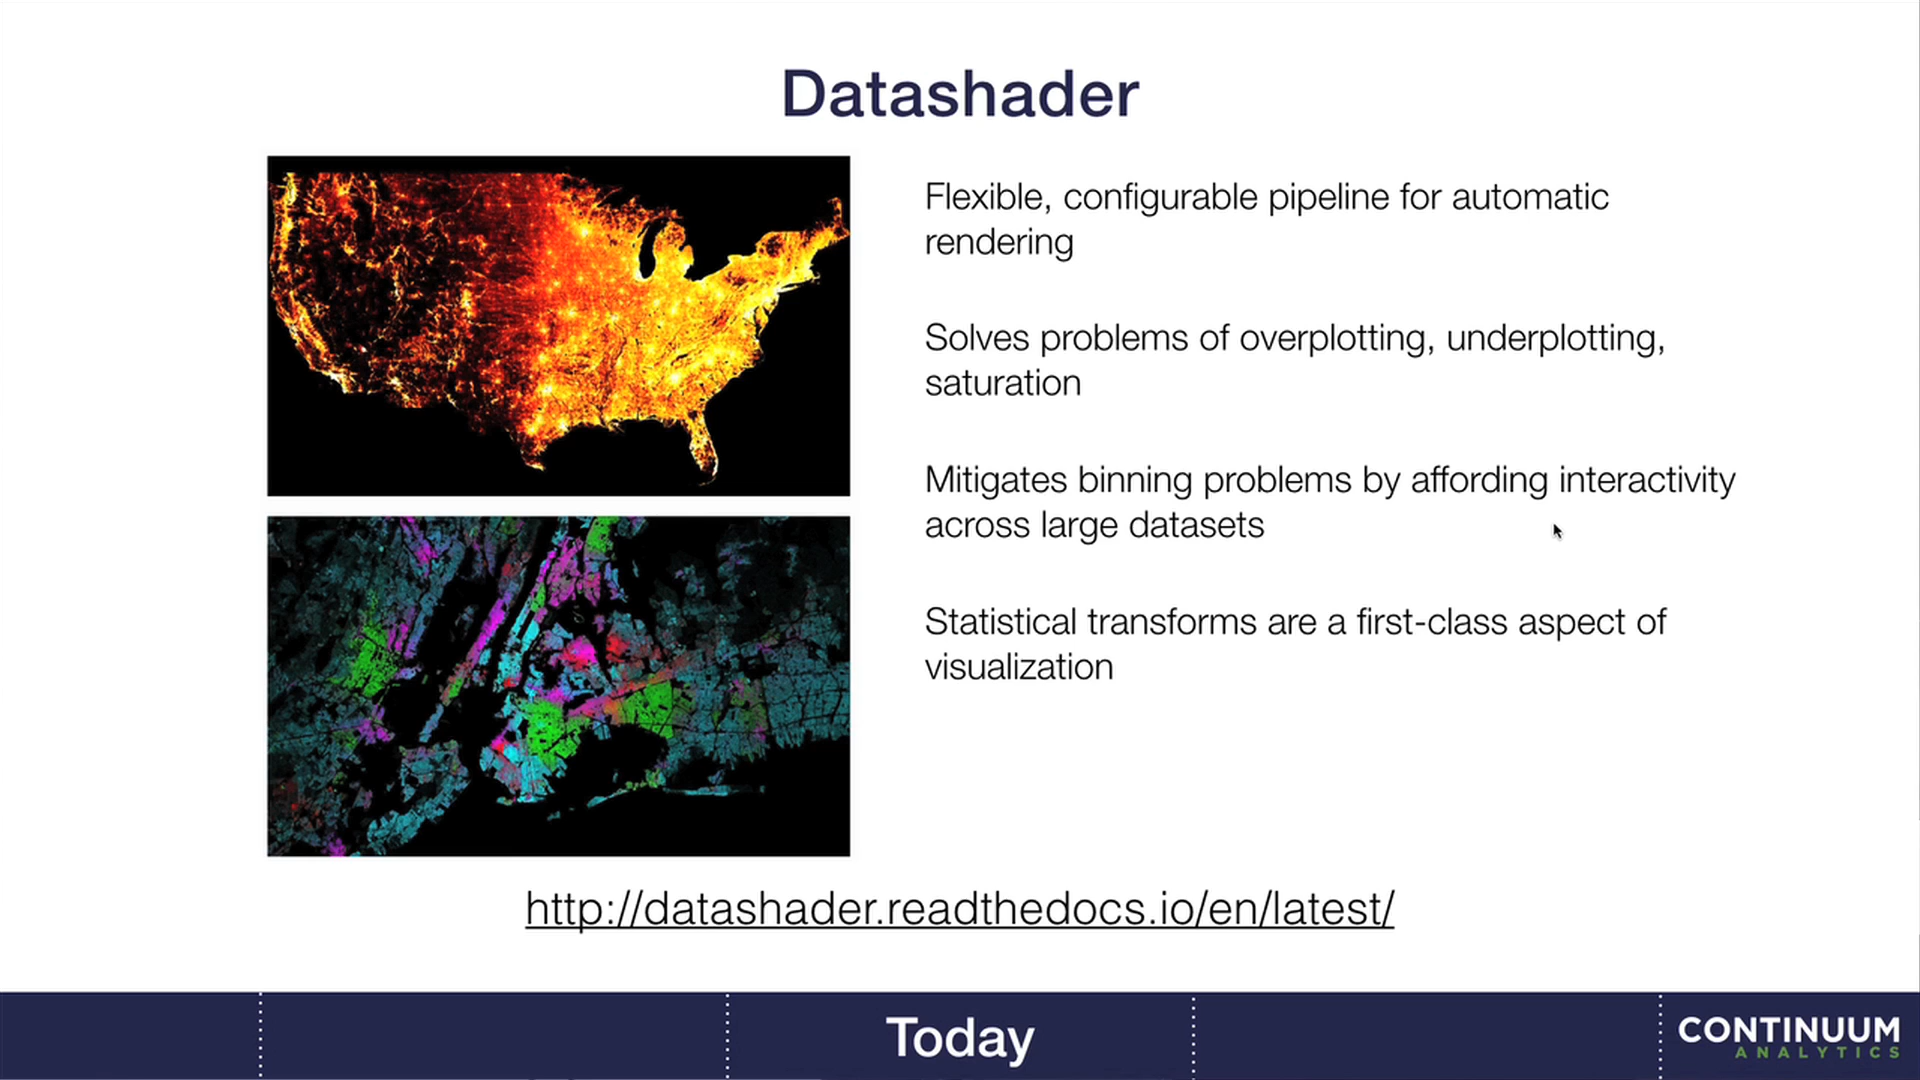 Datashader
Flexible, configurable pipeline for automatic
rendering
Solves problems of overplotting, underplotting,
saturation
Mitigates binning problems by affording interactivity
across large datasets
Statistical transforms are a first-class aspect of
visualization
http://datashader.readthedocs.io/en/latest/
Today
CONTINUUM
ANALYTICS